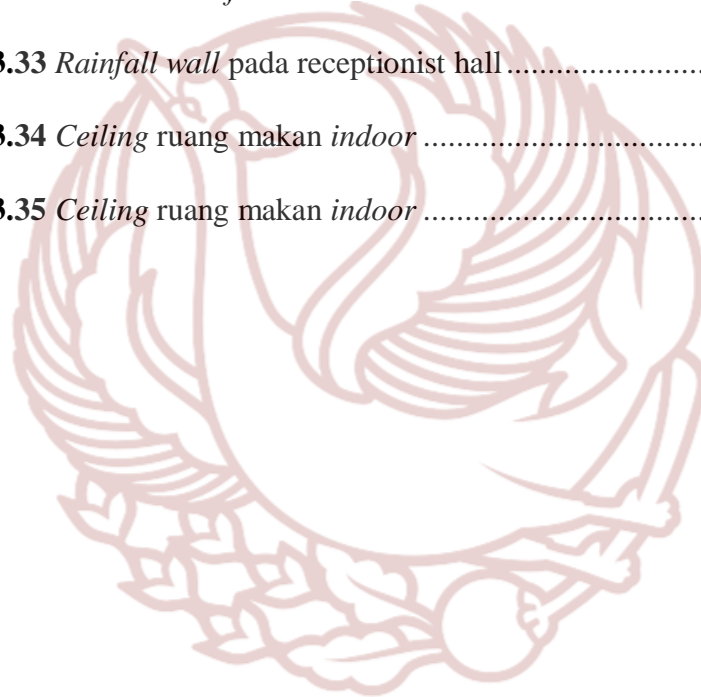 3.33 Rainfall wall pada receptionist hall........................
3.34 Ceiling ruang makan indoor ..................................
3.35 Ceiling ruang makan indoor ..................................